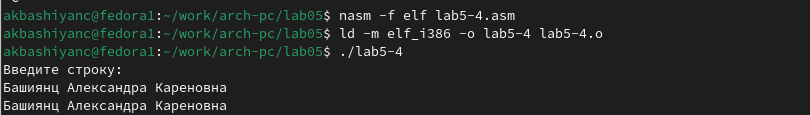 akbashiyanc@fedora1:~/work/arch-pc/lab05$ nasm -f elf lab5-4.asm
akbashiyanc@fedora1:~/work/arch-pc/lab05$ ld -m elf_i386 -o lab5-4 lab5-4.o
akbashiyanc@fedora1:~/work/arch-pc/lab05$ ./lab5-4
Введите строку:
Башиянц Александра Кареновна
Башиянц Александра Кареновна